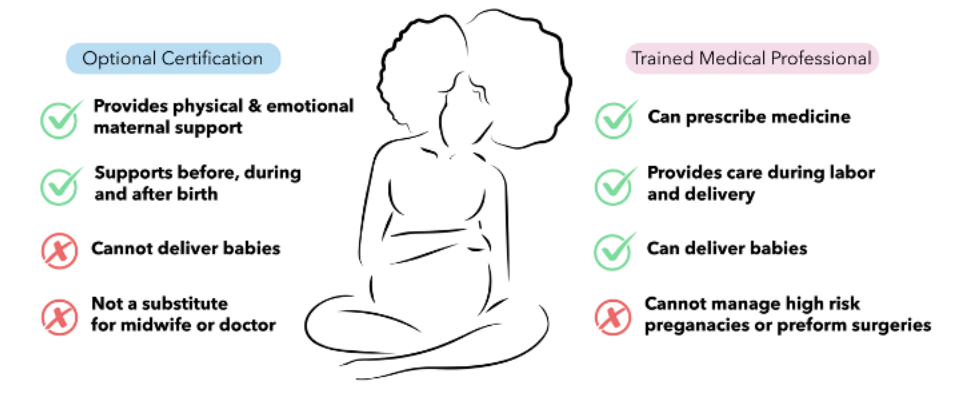 Optional Certification
Provides physical & emotional
maternal support
Supports before, during
and after birth
Cannot deliver babies
Not a substitute
for midwife or doctor
Trained Medical Professional
Can prescribe medicine
Provides care during labor
and delivery
Can deliver babies
Cannot manage high risk
preganacies or preform surgeries